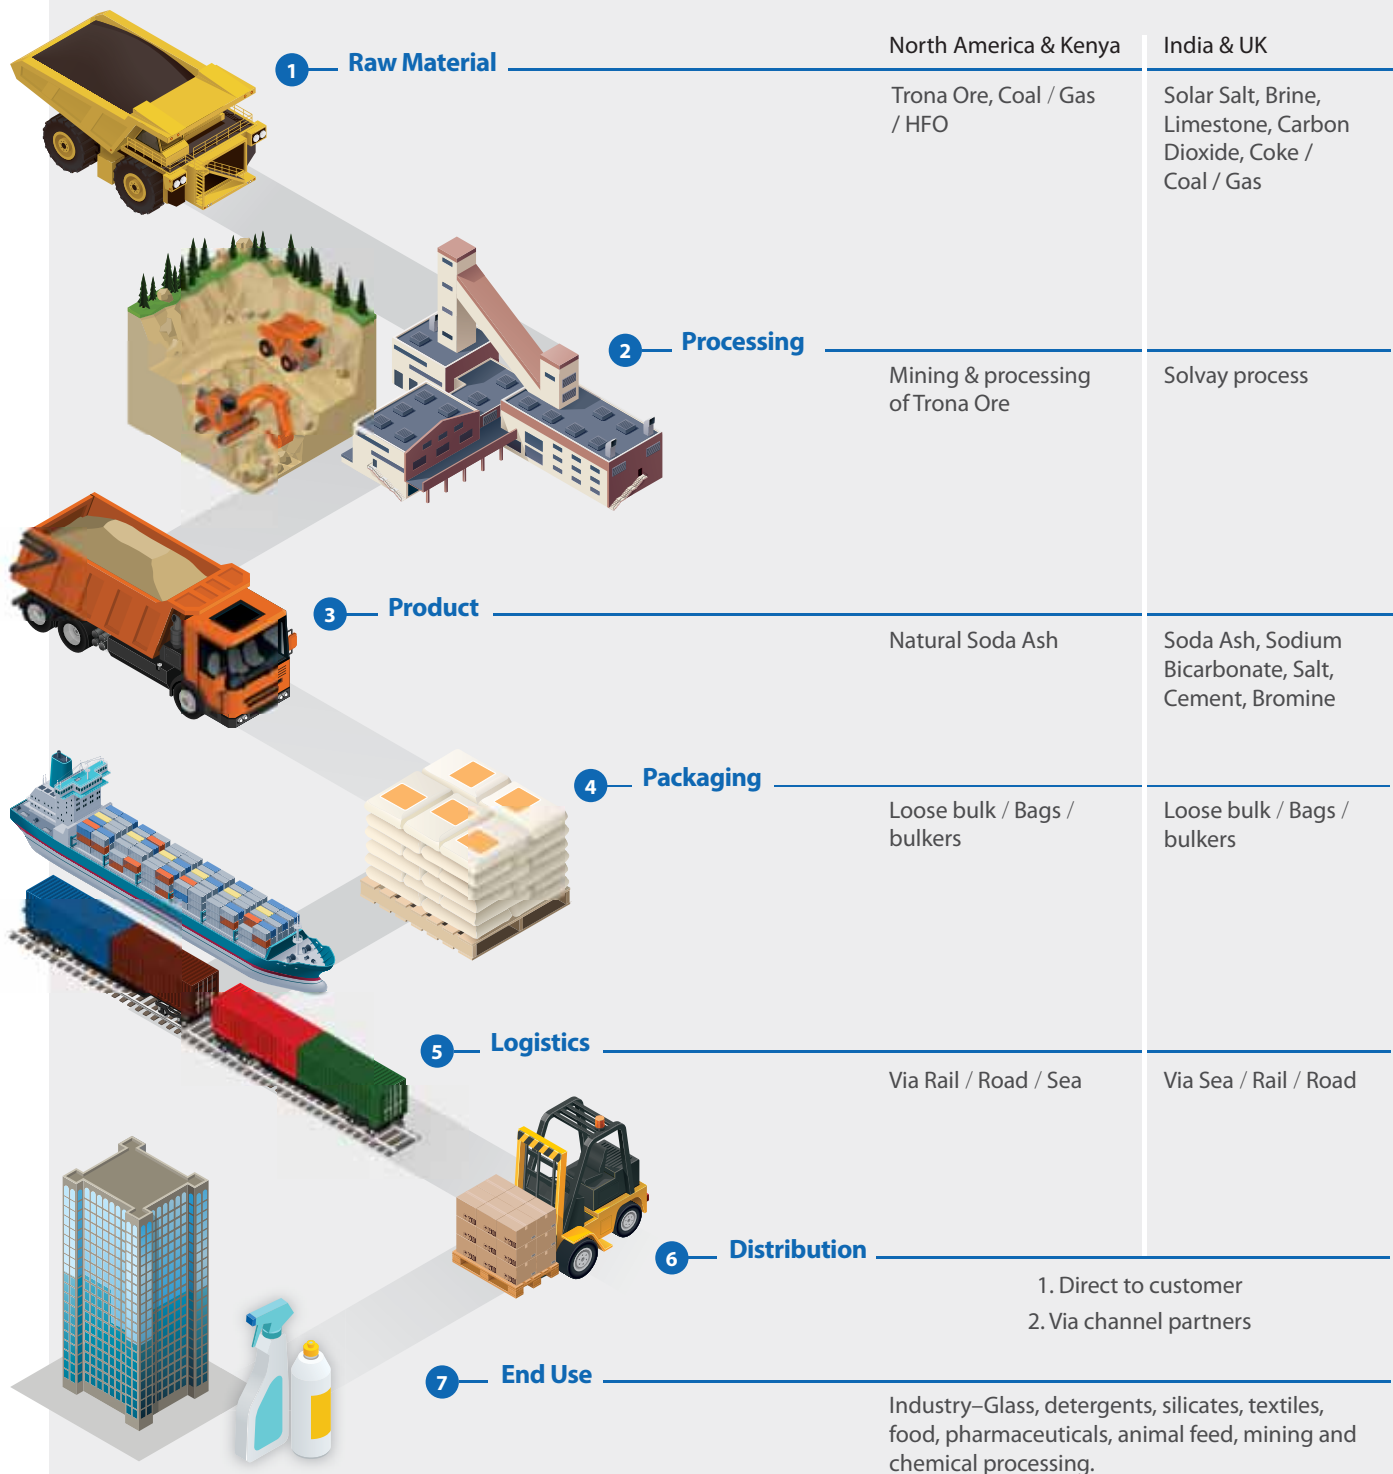 North America & Kenya
India & UK
1
Raw Material
Trona Ore, Coal / Gas
/ HFO
Solar Salt, Brine,
Limestone, Carbon
Dioxide, Coke /
Coal / Gas
2
Processing
Mining & processing
of Trona Ore
Solvay process
3
Product
Natural Soda Ash
Soda Ash, Sodium
Bicarbonate, Salt,
Cement, Bromine
4
Packaging
Loose bulk / Bags /
bulkers
Loose bulk / Bags /
bulkers
5
Logistics
Via Rail / Road / Sea
Via Sea / Rail / Road
6
Distribution
1. Direct to customer
2. Via channel partners
7
End Use
Industry–Glass, detergents, silicates, textiles,
food, pharmaceuticals, animal feed, mining and
chemical processing.